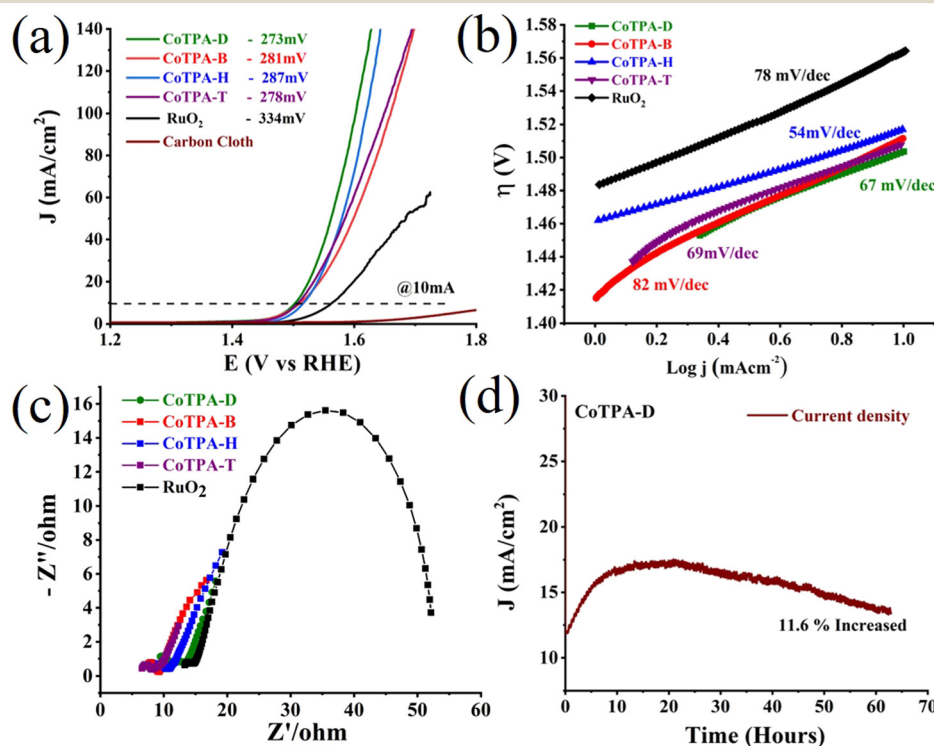 (a)
140
120
100
80
60
40
20
0
J (mA/cm²)
CoTPA-D - 273mV
CoTPA-B - 281mV
CoTPA-H - 287mV
CoTPA-T - 278mV
RuO₂ - 334mV
Carbon Cloth
@10mA
1.2 1.4 1.6 1.8
E (V vs RHE)
(b)
1.56
1.54
1.52
1.50
1.48
1.46
1.44
1.42
1.40
η (V)
CoTPA-D
CoTPA-B
CoTPA-H
CoTPA-T
RuO₂
78 mV/dec
54mV/dec
67 mV/dec
69mV/dec
82 mV/dec
0.0 0.2 0.4 0.6 0.8 1.0
Log j (mAcm⁻²)
(c)
16
14
12
10
8
6
4
2
0
- Z''/ohm
CoTPA-D
CoTPA-B
CoTPA-H
CoTPA-T
RuO₂
0 10 20 30 40 50 60
Z'/ohm
(d)
30
25
20
15
10
J (mA/cm²)
CoTPA-D
Current density
11.6 % Increased
0 10 20 30 40 50 60 70
Time (Hours)